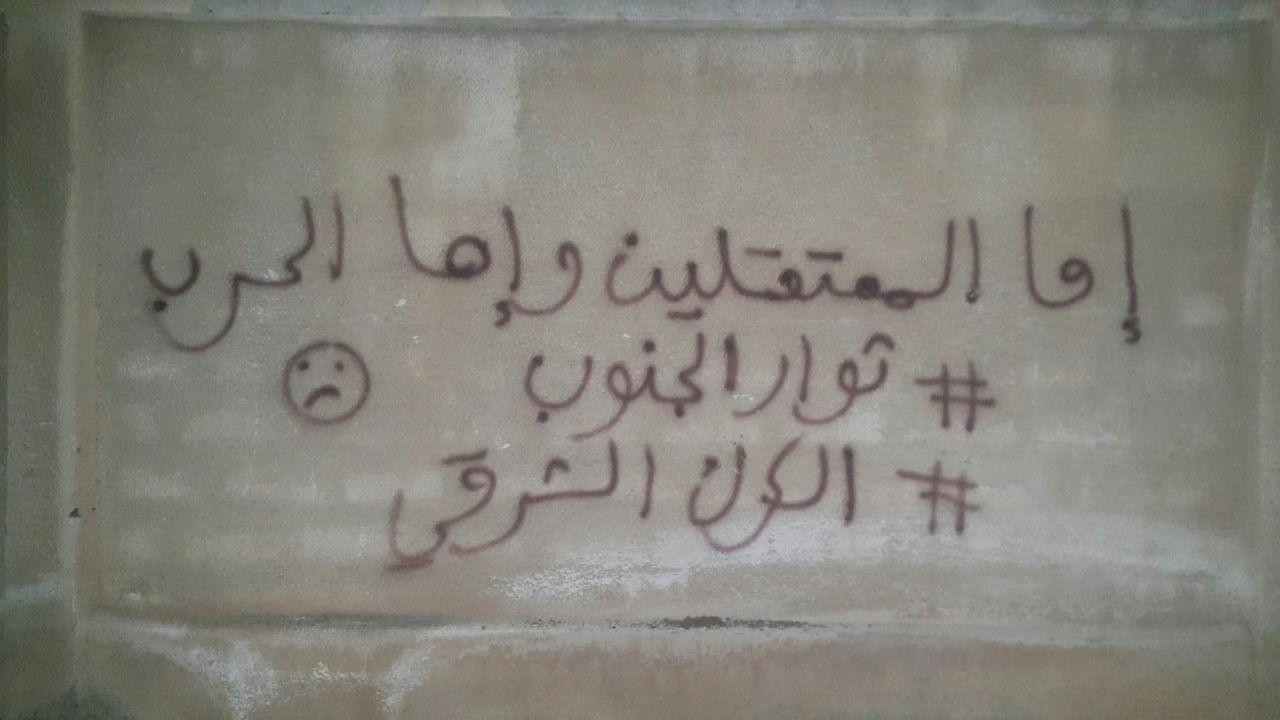 إما المعتقلين وإما الحرب
# ثوار الجنوب
# الكرك الشرقي